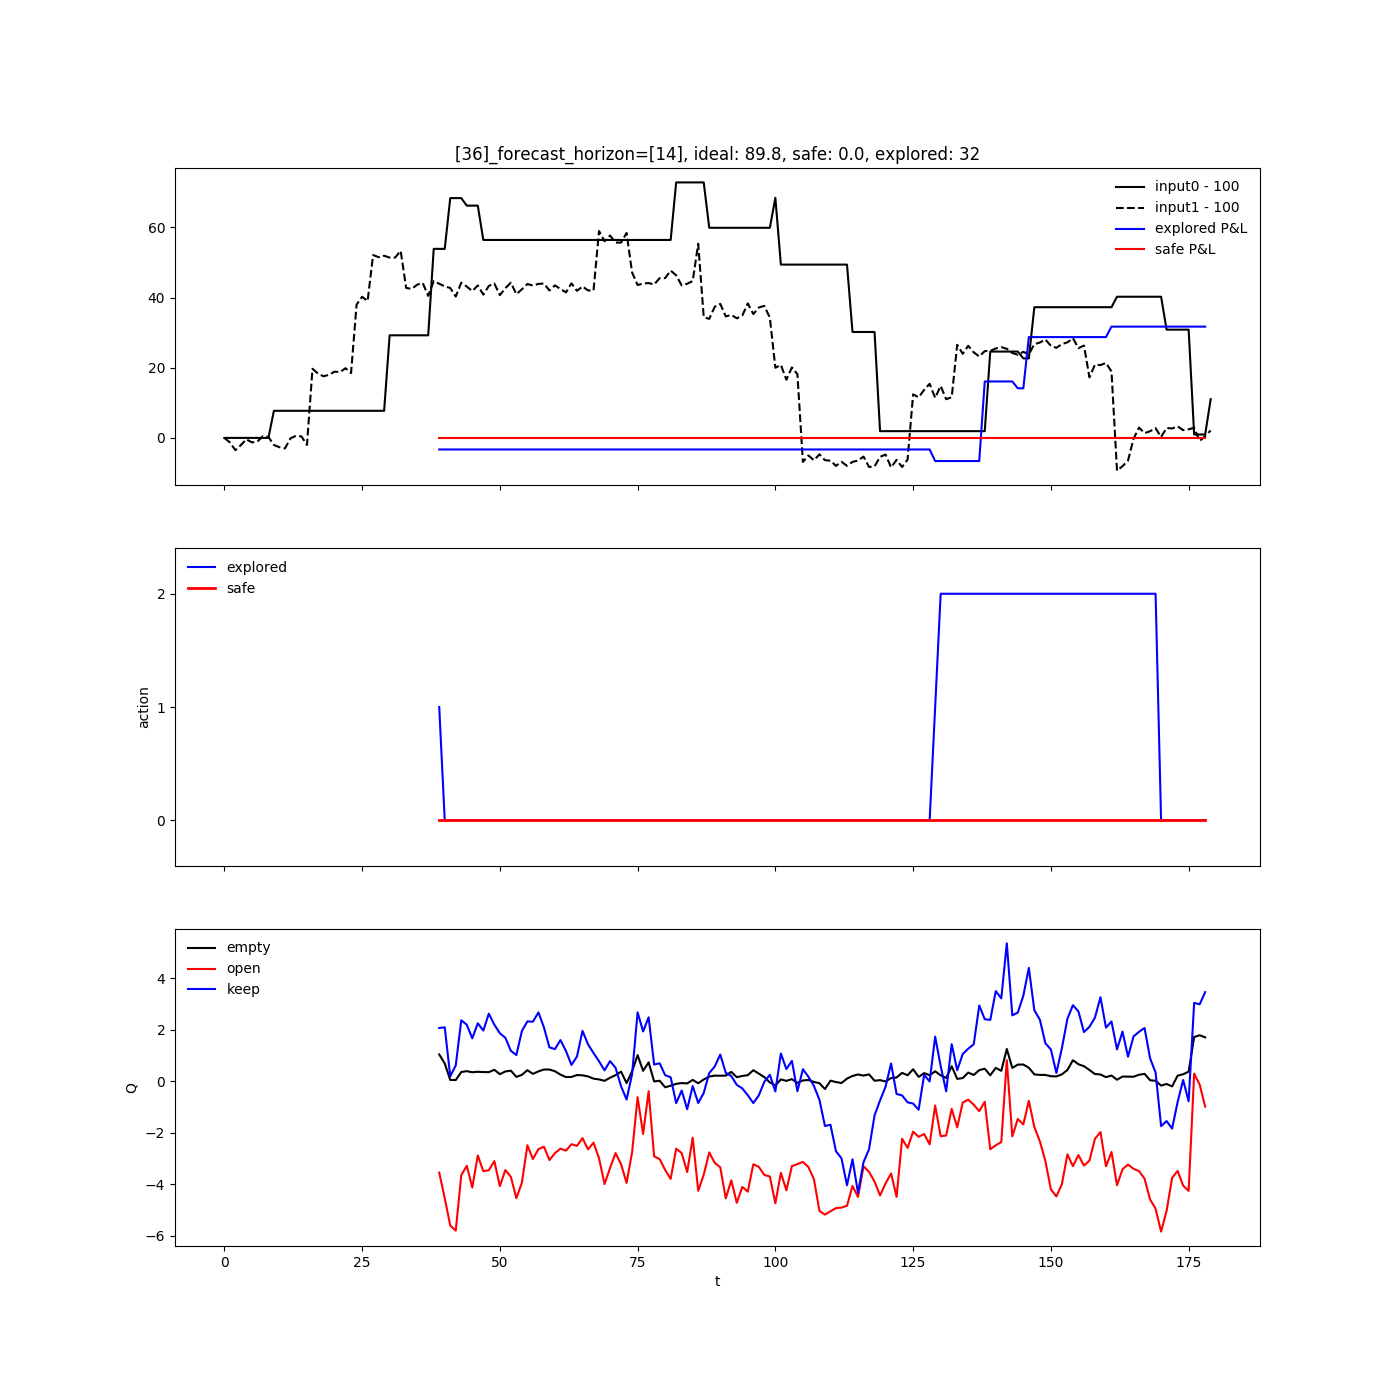 [36]_forecast_horizon=[14], ideal: 89.8, safe: 0.0, explored: 32
input0 - 100
input1 - 100
explored P&L
safe P&L
60
40
20
0
explored
safe
2
1
0
action
empty
open
keep
4
2
0
−2
−4
−6
Q
0 25 50 75 100 125 150 175
t